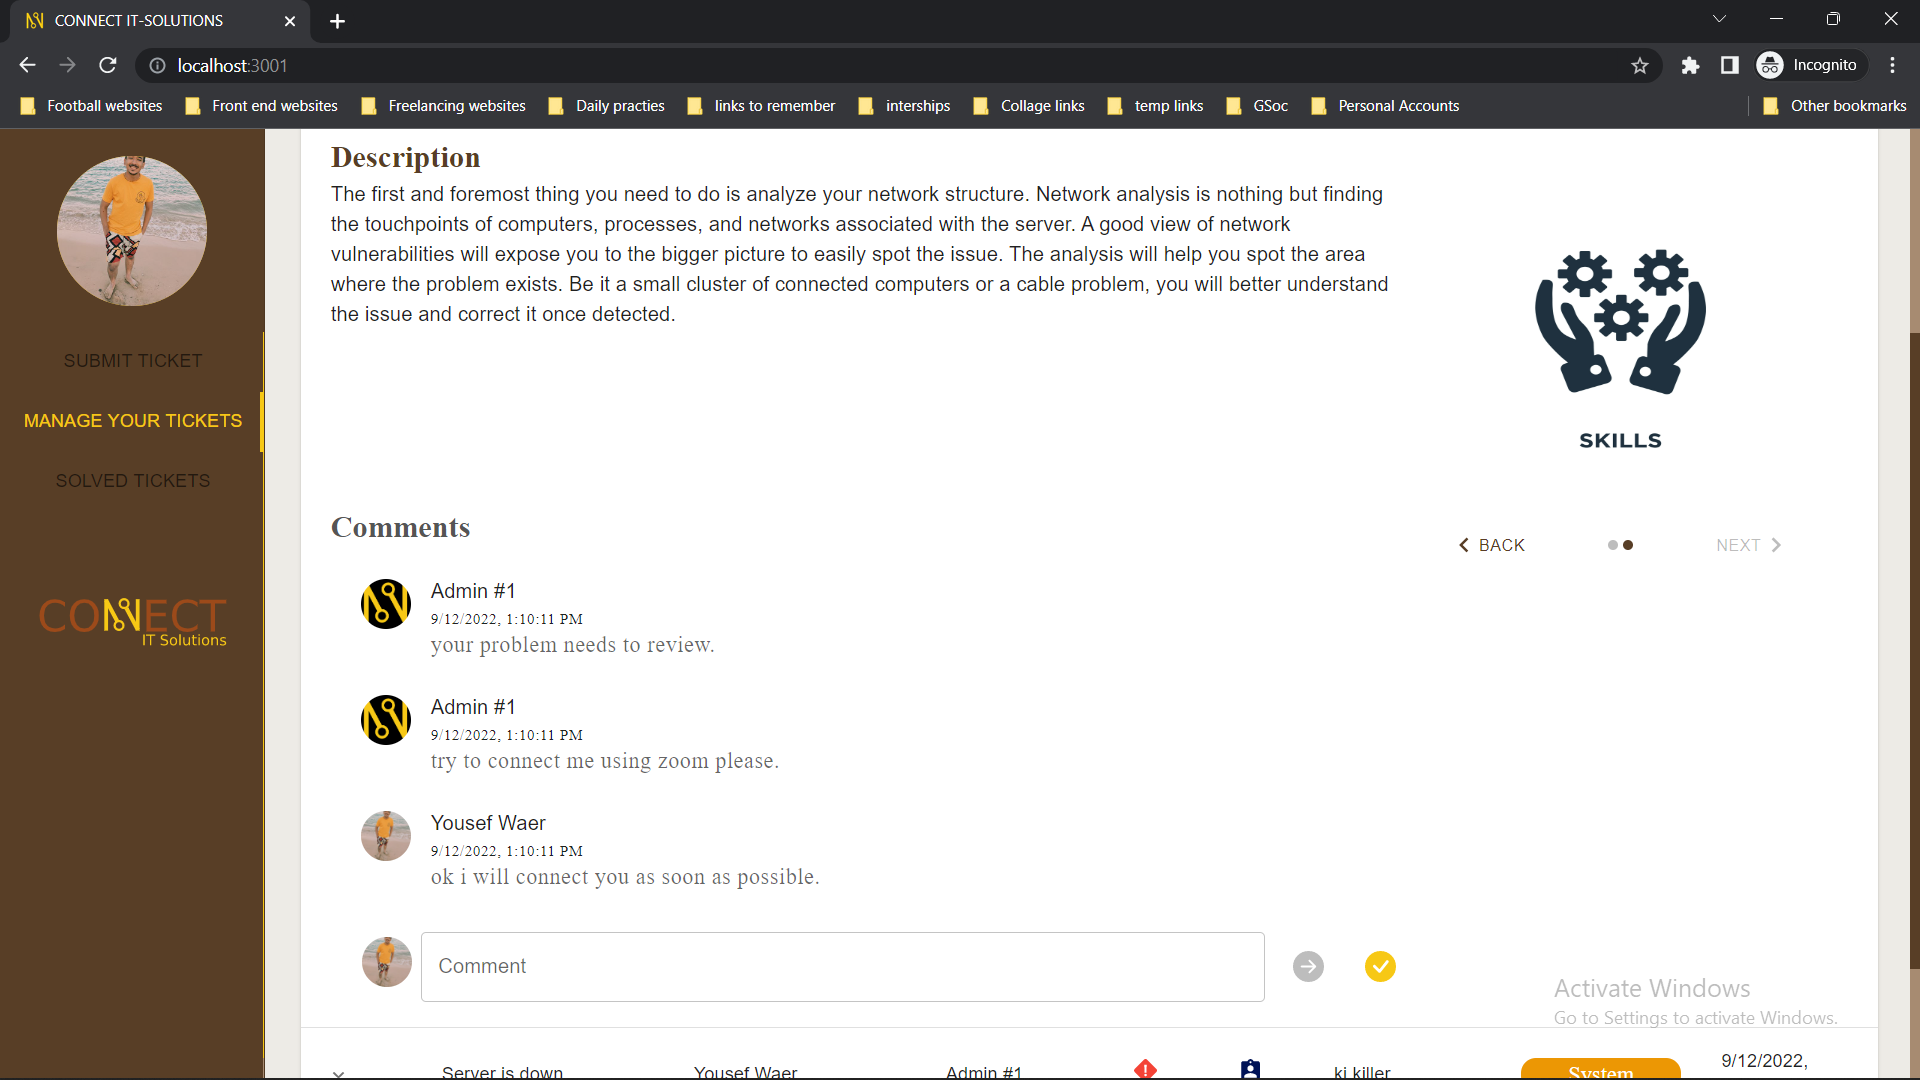 CONNECT IT-SOLUTIONS
localhost:3001
Incognito
Football websites
Front end websites
Freelancing websites
Daily practies
links to remember
interships
Collage links
temp links
GSoc
Personal Accounts
Other bookmarks
SUBMIT TICKET
MANAGE YOUR TICKETS
SOLVED TICKETS
CONNECT
IT Solutions
Description
The first and foremost thing you need to do is analyze your network structure. Network analysis is nothing but finding
the touchpoints of computers, processes, and networks associated with the server. A good view of network
vulnerabilities will expose you to the bigger picture to easily spot the issue. The analysis will help you spot the area
where the problem exists. Be it a small cluster of connected computers or a cable problem, you will better understand
the issue and correct it once detected.
SKILLS
BACK
NEXT
Comments
Admin #1
9/12/2022, 1:10:11 PM
your problem needs to review.
Admin #1
9/12/2022, 1:10:11 PM
try to connect me using zoom please.
Yousef Waer
9/12/2022, 1:10:11 PM
ok i will connect you as soon as possible.
Comment
Activate Windows
Go to Settings to activate Windows.
Server is down
Yousef Waer
Admin #1
ki killer
System
9/12/2022,